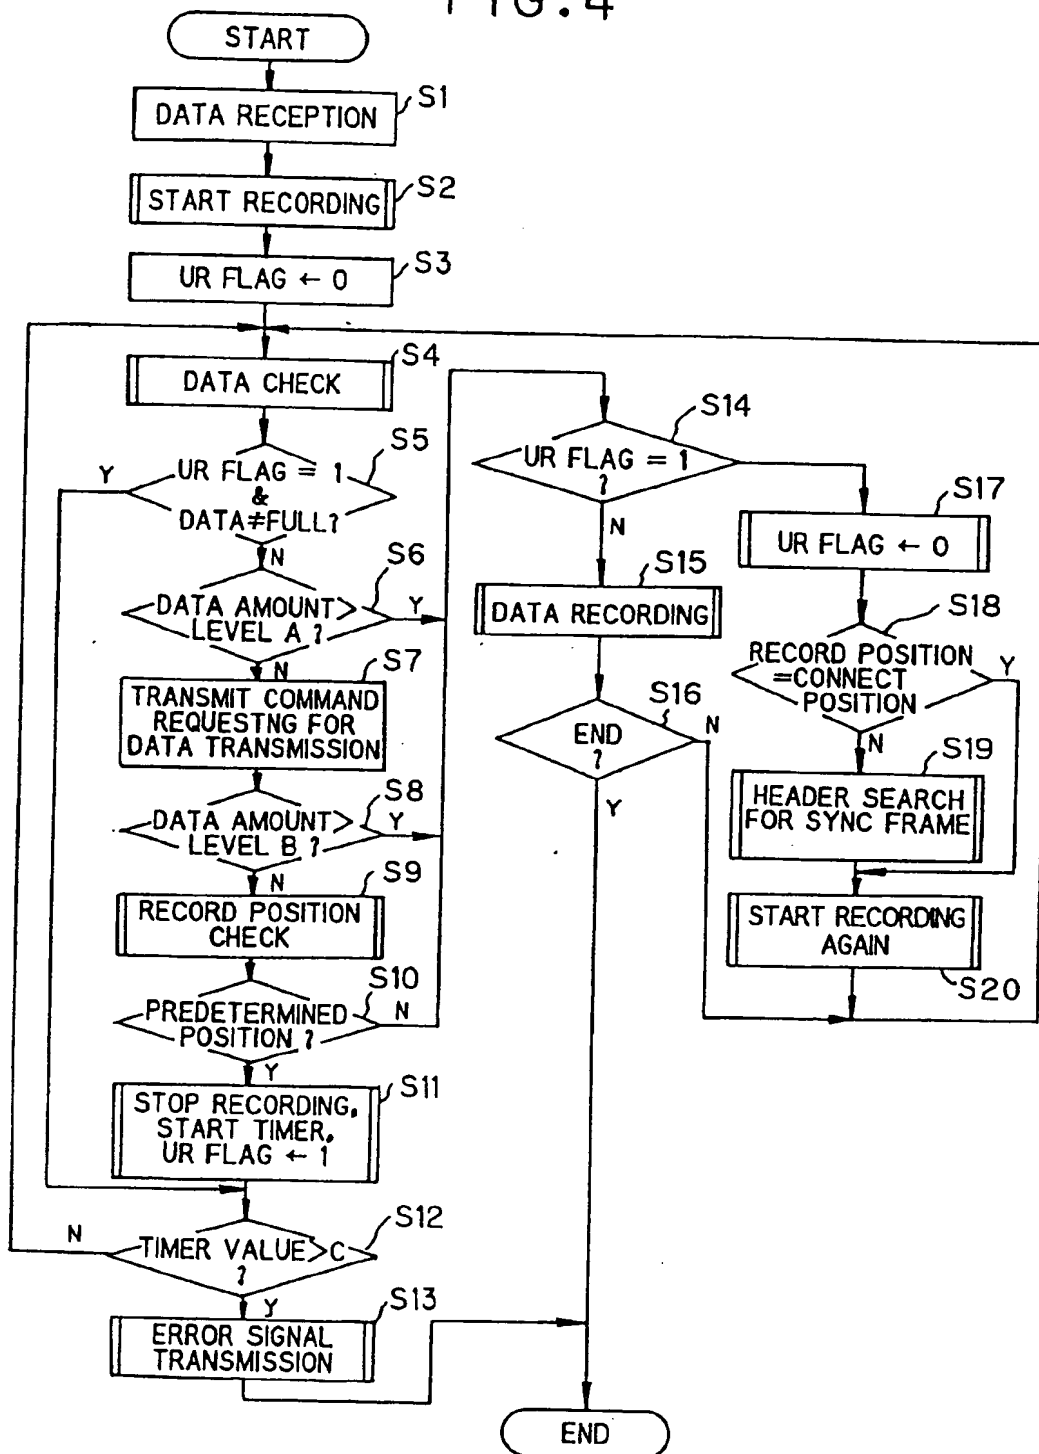 FIG.4
START
DATA RECEPTION
S1
START RECORDING
S2
UR FLAG ← 0
S3
DATA CHECK
S4
UR FLAG = 1
&
DATA≠FULL?
S5
Y
N
DATA AMOUNT>
LEVEL A ?
S6
Y
N
TRANSMIT COMMAND
REQUESTNG FOR
DATA TRANSMISSION
S7
DATA AMOUNT>
LEVEL B ?
S8
Y
N
RECORD POSITION
CHECK
S9
PREDETERMINED
POSITION ?
S10
N
Y
STOP RECORDING,
START TIMER,
UR FLAG ← 1
S11
TIMER VALUE>C
?
S12
N
Y
ERROR SIGNAL
TRANSMISSION
S13
UR FLAG = 1
?
S14
N
DATA RECORDING
S15
END
?
S16
N
Y
UR FLAG ← 0
S17
RECORD POSITION
=CONNECT
POSITION
S18
Y
N
HEADER SEARCH
FOR SYNC FRAME
S19
START RECORDING
AGAIN
S20
END